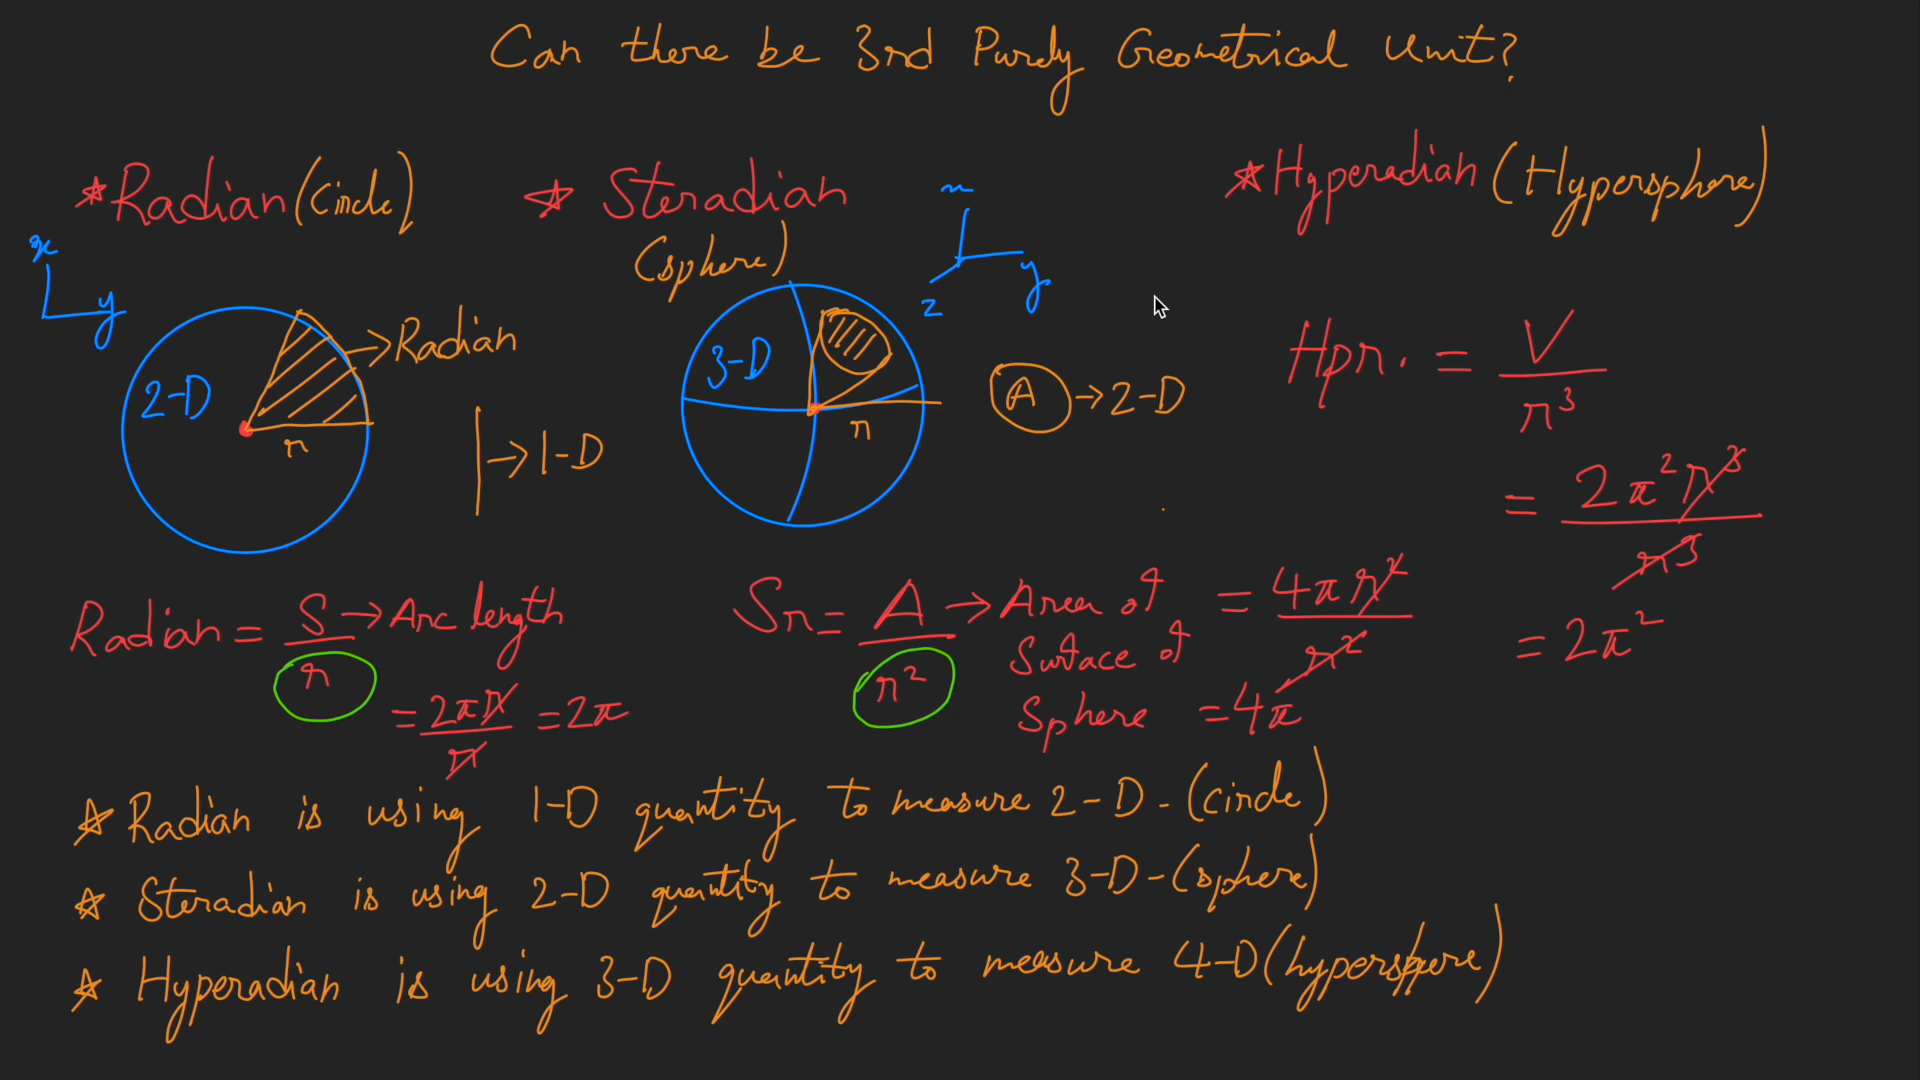 Can there be 3rd Purely Geometrical Unit?
* Radian (Circle)
* Steradian
(sphere)
* Hyperadian (Hypersphere)
x
y
x
y
z
2-D
r
→ Radian
| → 1-D
3-D
r
A → 2-D
Hpr. = V / r³
= 2π²r³ / r³
= 2π²
Radian = S / r → Arc length
= 2πr / r = 2π
Sr = A / r² → Area of Surface of Sphere
= 4πr² / r²
= 4π
* Radian is using 1-D quantity to measure 2-D - (circle)
* Steradian is using 2-D quantity to measure 3-D - (sphere)
* Hyperadian is using 3-D quantity to measure 4-D (hypersphere)